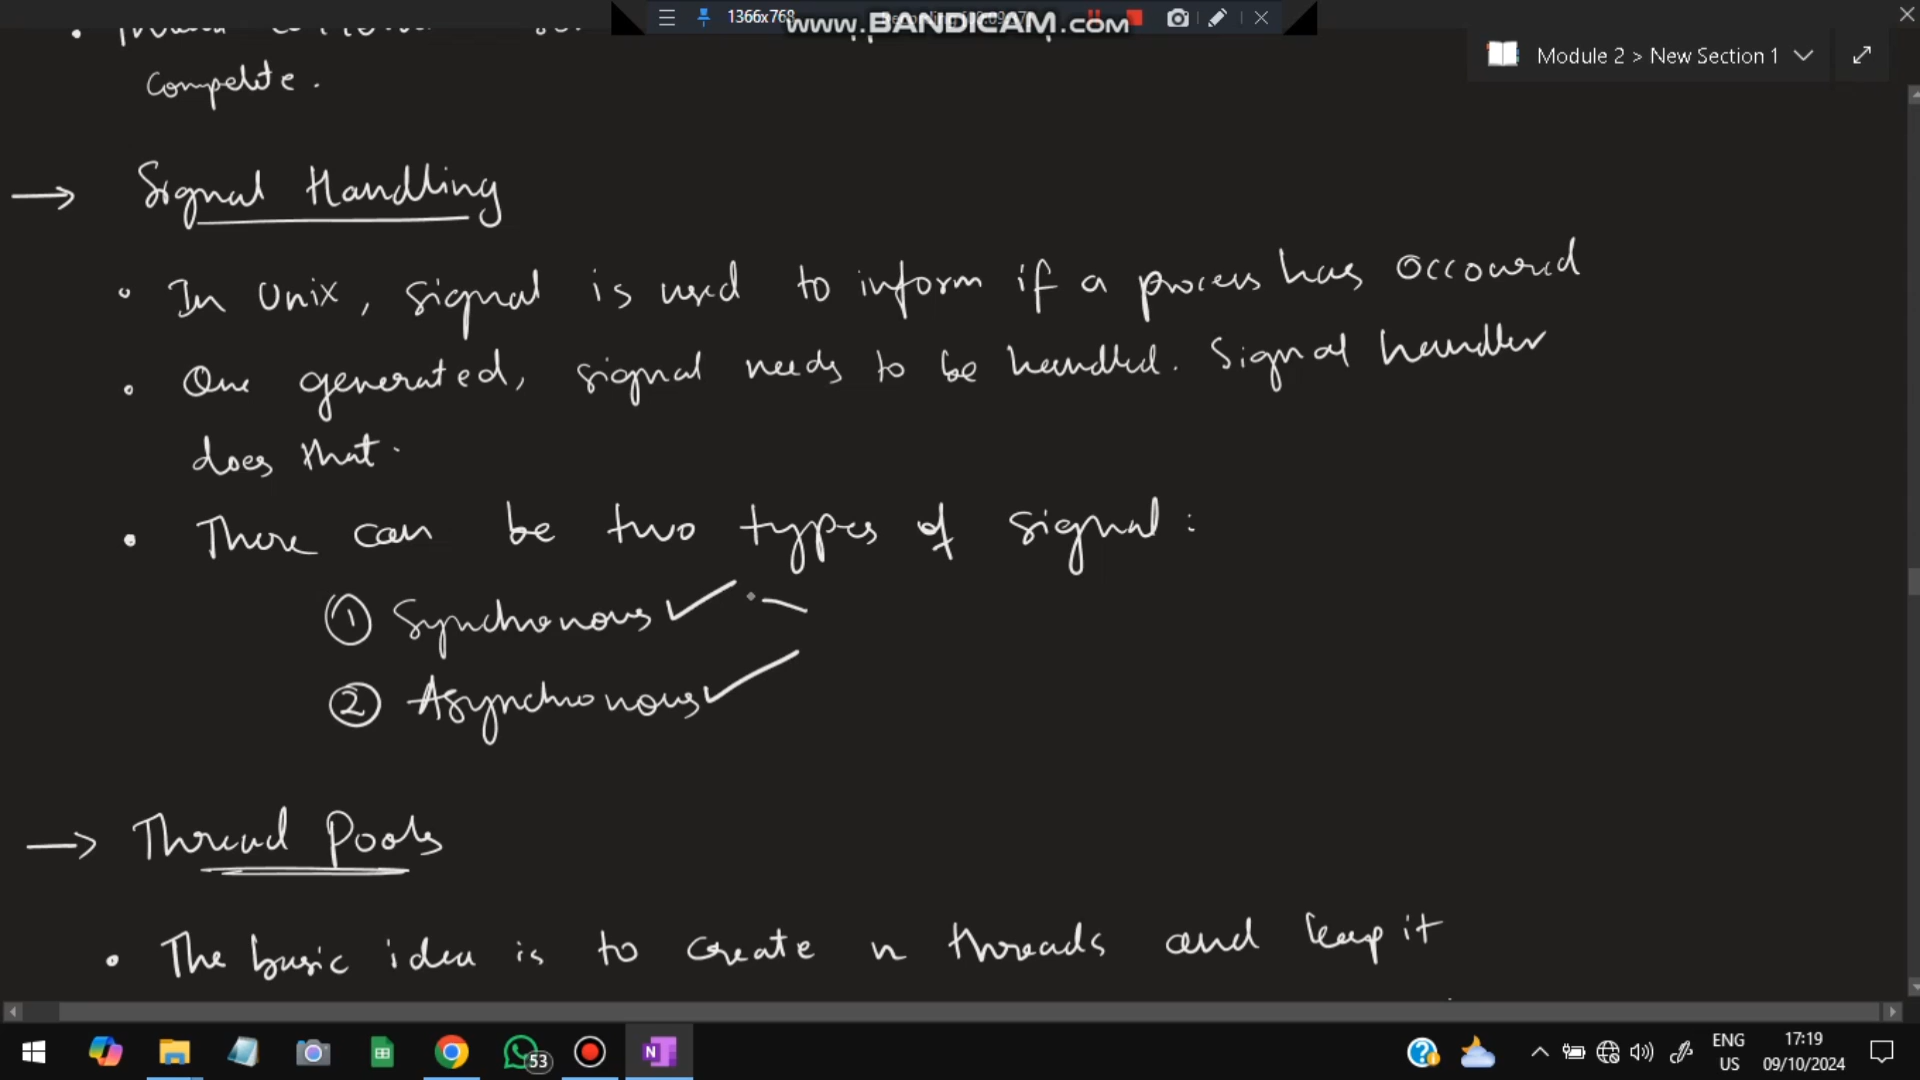 1366x768
www.BANDICAM.com
Module 2 > New Section 1
compelete.
→ Signal Handling
• In Unix, signal is used to inform if a process has occoured
• One generated, signal needs to be handled. Signal handler
does that.
• There can be two types of signal:
① Synchronous
② Asynchronous
→ Thread Pools
• The basic idea is to create n threads and keep it
53
N
ENG
US
17:19
09/10/2024